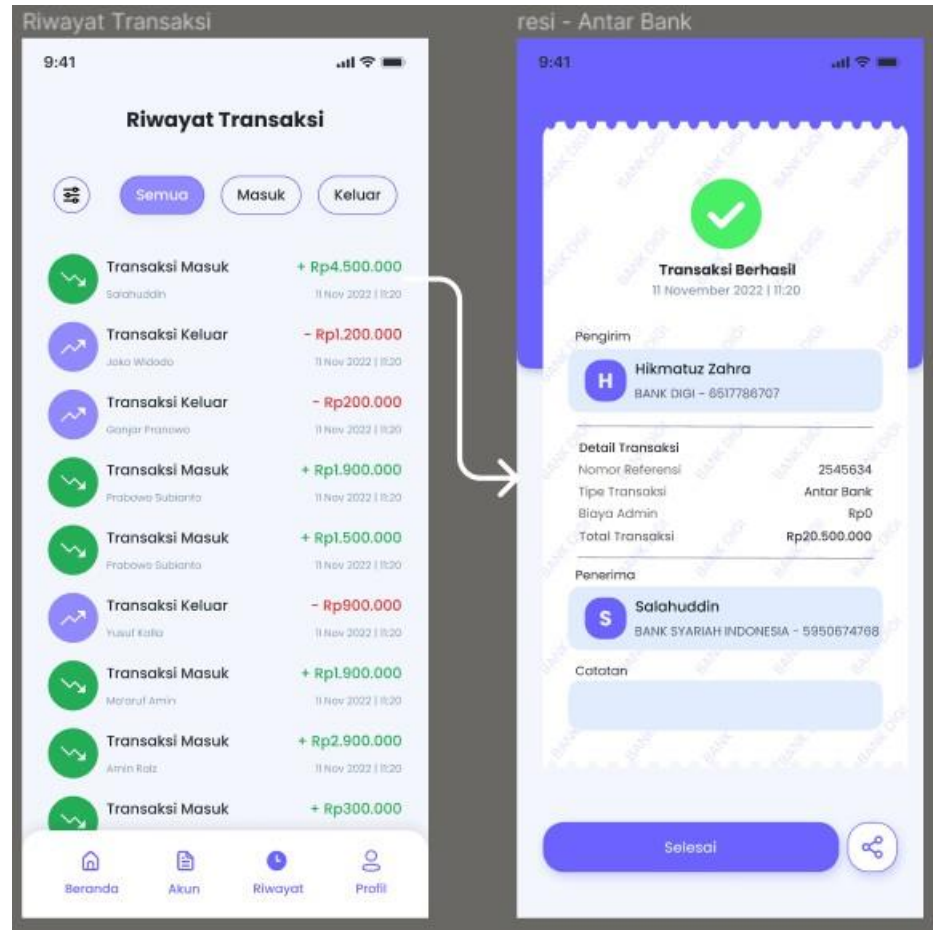 Riwayat Transaksi
9:41
Riwayat Transaksi
Semua
Masuk
Keluar
Transaksi Masuk
+ Rp4.500.000
Salahuddin
11 Nov 2022 | 11:20
Transaksi Keluar
- Rp1.200.000
Joko Widodo
11 Nov 2022 | 11:20
Transaksi Keluar
- Rp200.000
Ganjar Pranowo
11 Nov 2022 | 11:20
Transaksi Masuk
+ Rp1.900.000
Prabowo Subianto
11 Nov 2022 | 11:20
Transaksi Masuk
+ Rp1.500.000
Prabowo Subianto
11 Nov 2022 | 11:20
Transaksi Keluar
- Rp900.000
Yusuf Kalla
11 Nov 2022 | 11:20
Transaksi Masuk
+ Rp1.900.000
Ma'aruf Amin
11 Nov 2022 | 11:20
Transaksi Masuk
+ Rp2.900.000
Amin Raiz
11 Nov 2022 | 11:20
Transaksi Masuk
+ Rp300.000
Beranda
Akun
Riwayat
Profil
resi - Antar Bank
9:41
BANK DIGI
Transaksi Berhasil
11 November 2022 | 11:20
Pengirim
H
Hikmatuz Zahra
BANK DIGI - 6517786707
Detail Transaksi
Nomor Referensi
2545634
Tipe Transaksi
Antar Bank
Biaya Admin
Rp0
Total Transaksi
Rp20.500.000
Penerima
S
Salahuddin
BANK SYARIAH INDONESIA - 5950674768
Catatan
Selesai